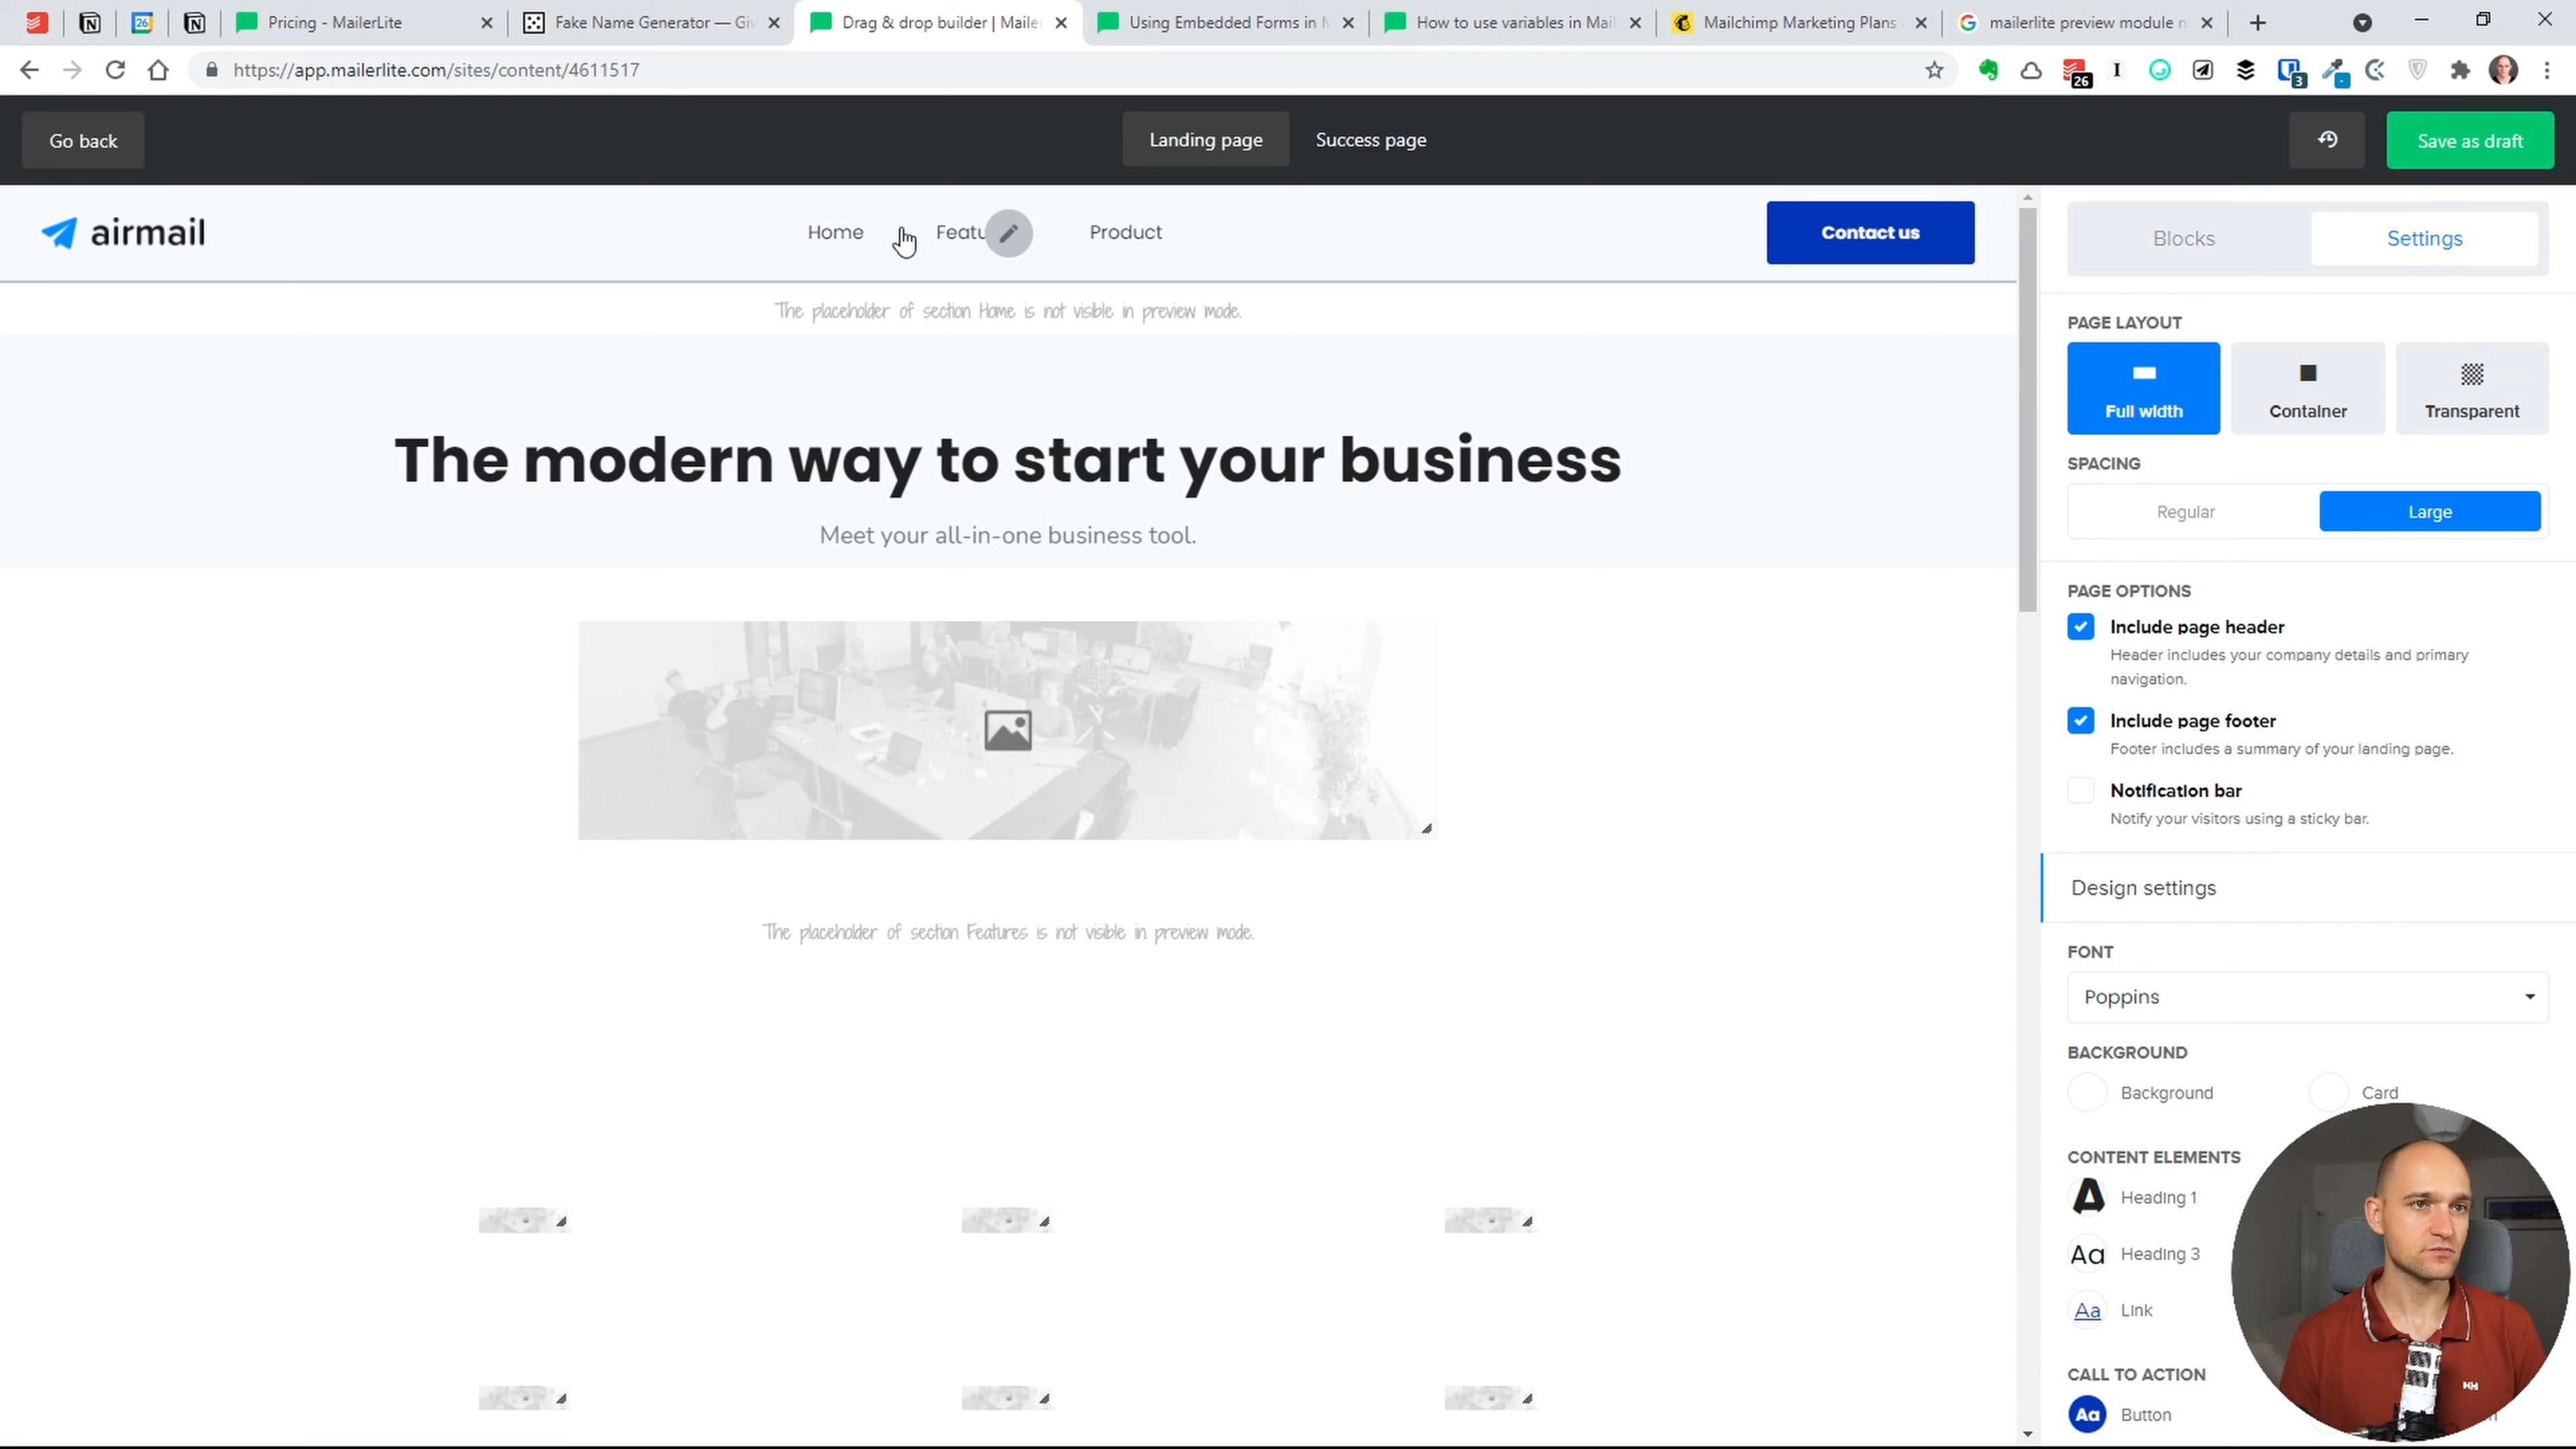 Pricing - MailerLite
Fake Name Generator — Giv
Drag & drop builder | Maile
Using Embedded Forms in M
How to use variables in Mail
Mailchimp Marketing Plans
mailerlite preview module n
https://app.mailerlite.com/sites/content/4611517
26
3
Go back
Landing page
Success page
Save as draft
airmail
Home
Featu
Product
Contact us
The placeholder of section Home is not visible in preview mode.
The modern way to start your business
Meet your all-in-one business tool.
The placeholder of section Features is not visible in preview mode.
Blocks
Settings
PAGE LAYOUT
Full width
Container
Transparent
SPACING
Regular
Large
PAGE OPTIONS
Include page header
Header includes your company details and primary
navigation.
Include page footer
Footer includes a summary of your landing page.
Notification bar
Notify your visitors using a sticky bar.
Design settings
FONT
Poppins
BACKGROUND
Background
Card
CONTENT ELEMENTS
Heading 1
Aa
Heading 3
Aa
Link
CALL TO ACTION
Aa
Button
HH